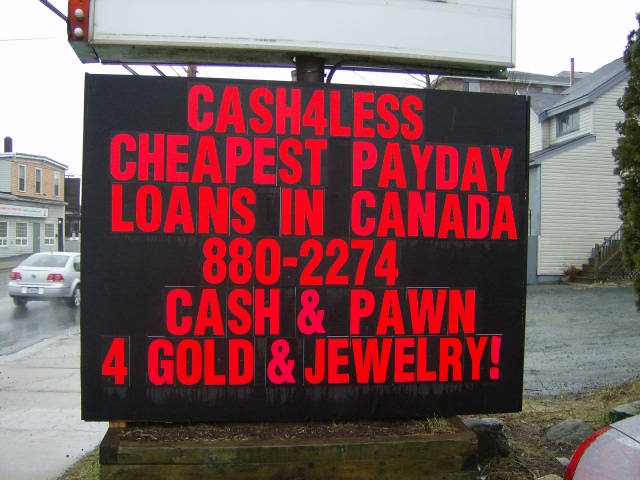 CASH4LESS
CHEAPEST PAYDAY
LOANS IN CANADA
880-2274
CASH & PAWN
4 GOLD & JEWELRY!